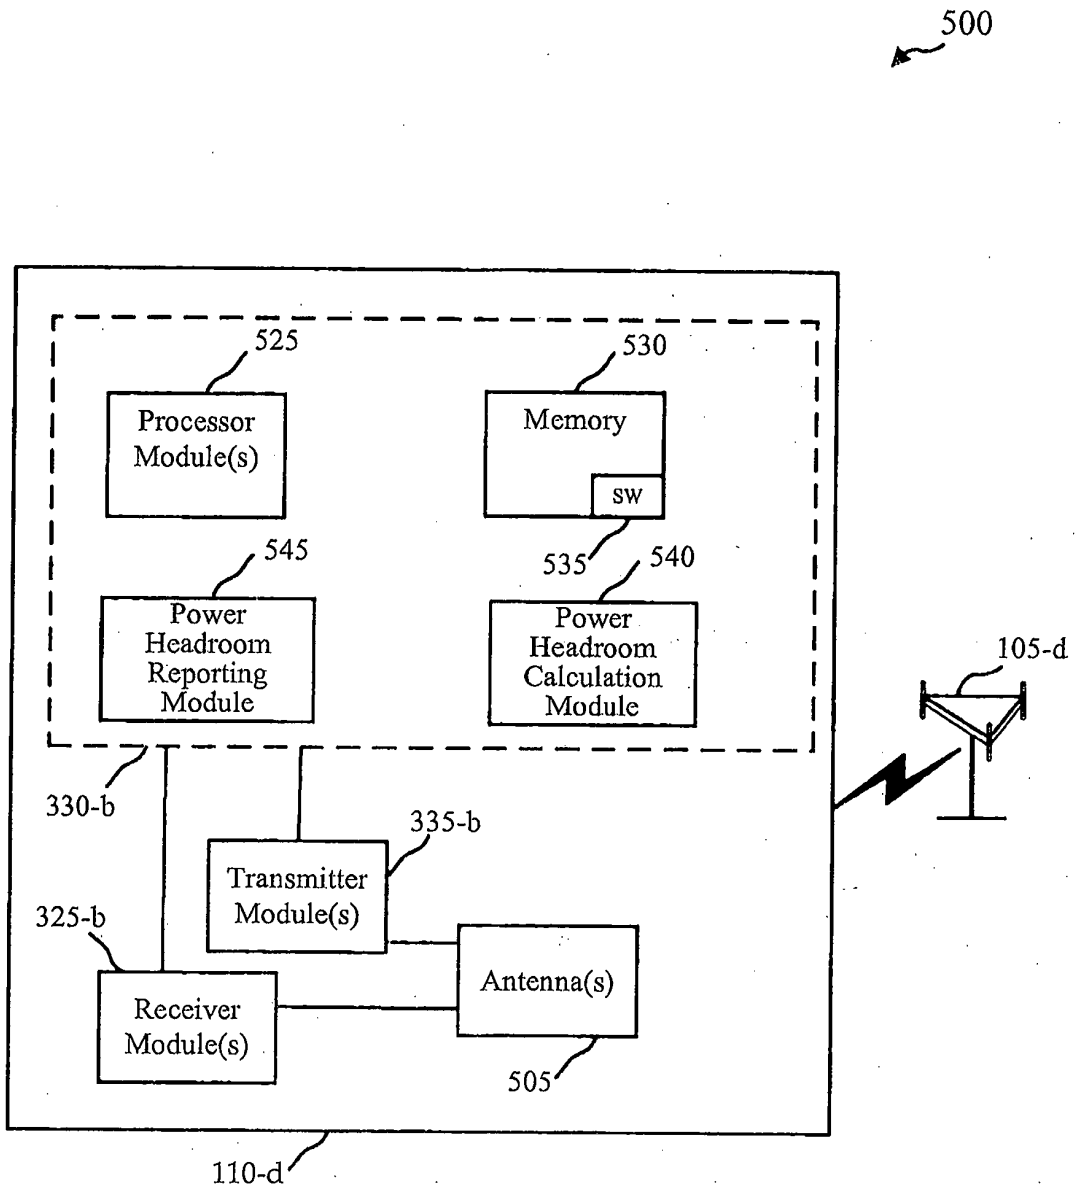 500
525
530
Processor
Module(s)
Memory
SW
545
535
540
Power
Headroom
Reporting
Module
Power
Headroom
Calculation
Module
105-d
330-b
335-b
Transmitter
Module(s)
325-b
Antenna(s)
Receiver
Module(s)
505
110-d